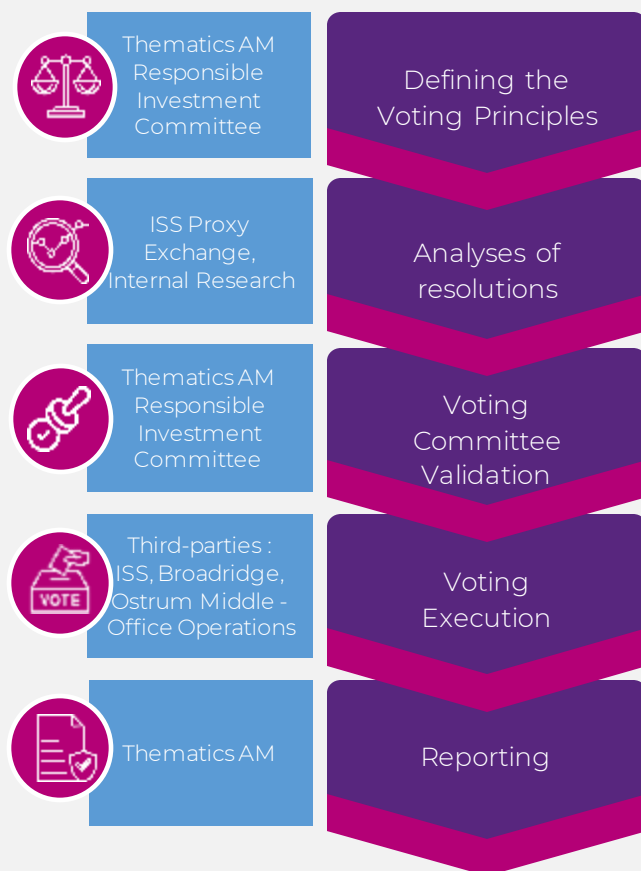 Thematics AM
Responsible
Investment
Committee
Defining the
Voting Principles
ISS Proxy
Exchange,
Internal Research
Analyses of
resolutions
Thematics AM
Responsible
Investment
Committee
Voting
Committee
Validation
Third-parties :
ISS, Broadridge,
Ostrum Middle -
Office Operations
VOTE
Voting
Execution
Thematics AM
Reporting